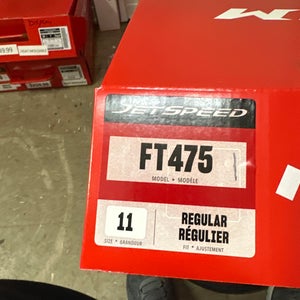 JETSPEED
FT475
MODEL • MODÈLE
11
SIZE • GRANDEUR
REGULAR
RÉGULIER
FIT • AJUSTEMENT